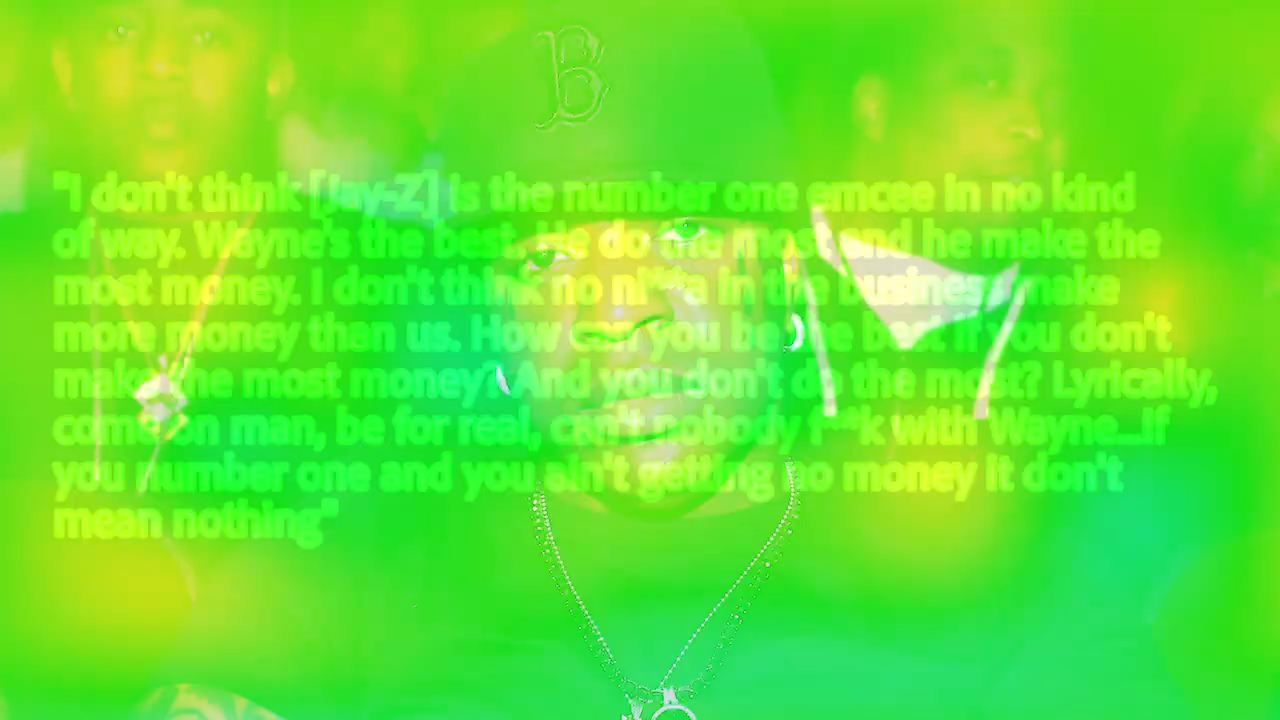 B
"I don't think [Jay-Z] is the number one emcee in no kind
of way. Wayne's the best, we do the most and he make the
most money. I don't think no ni**a in the business make
more money than us. How can you be the best if you don't
make the most money? And you don't do the most? Lyrically,
come on man, be for real, can't nobody f**k with Wayne...If
you number one and you ain't getting no money it don't
mean nothing"